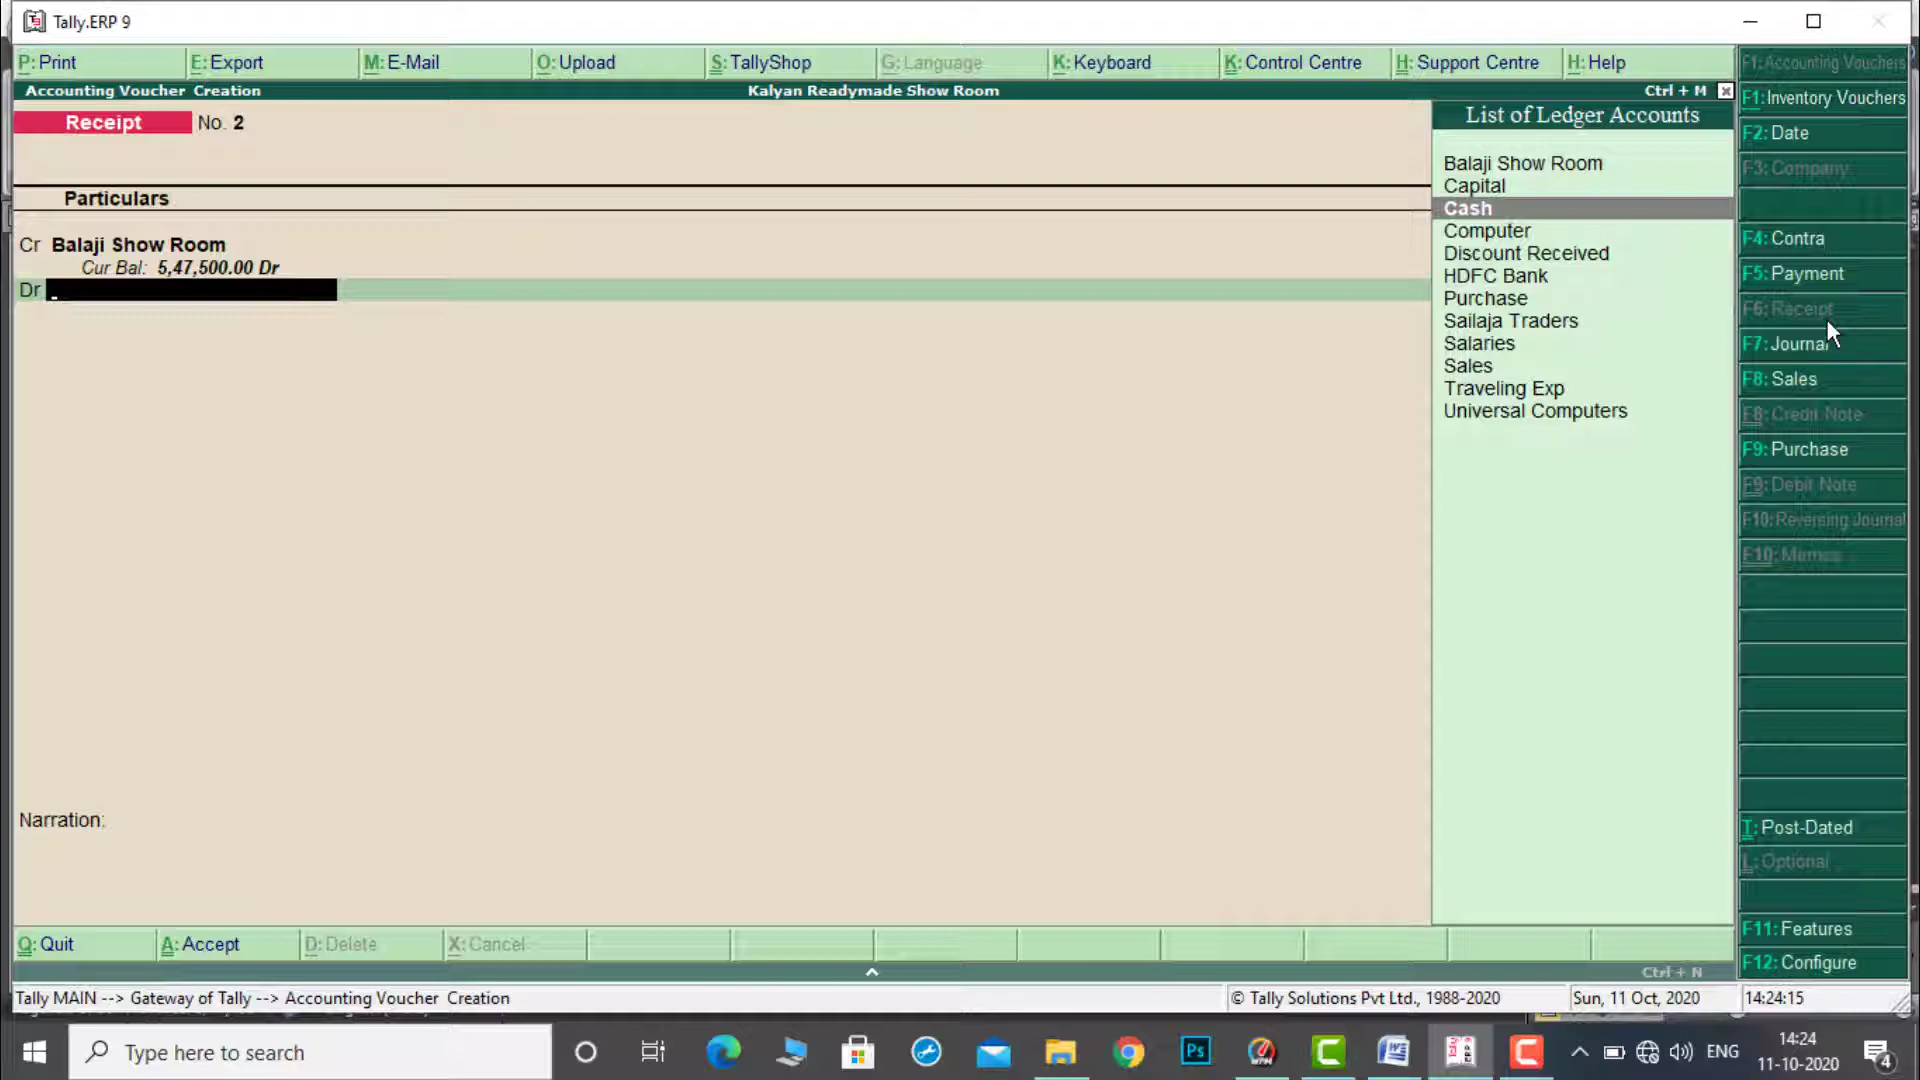 Tally.ERP 9
P: Print E: Export M: E-Mail O: Upload S: TallyShop G: Language K: Keyboard K: Control Centre H: Support Centre H: Help
Accounting Voucher Creation Kalyan Readymade Show Room Ctrl + M
Receipt No. 2
Particulars
Cr Balaji Show Room
Cur Bal: 5,47,500.00 Dr
Dr
Narration:
List of Ledger Accounts
Balaji Show Room
Capital
Cash
Computer
Discount Received
HDFC Bank
Purchase
Sailaja Traders
Salaries
Sales
Traveling Exp
Universal Computers
F1: Accounting Vouchers
F1: Inventory Vouchers
F2: Date
F3: Company
F4: Contra
F5: Payment
F6: Receipt
F7: Journal
F8: Sales
F8: Credit Note
F9: Purchase
F9: Debit Note
F10: Reversing Journal
F10: Memos
T: Post-Dated
L: Optional
F11: Features
F12: Configure
Q: Quit A: Accept D: Delete X: Cancel
Ctrl + N
Tally MAIN --> Gateway of Tally --> Accounting Voucher Creation © Tally Solutions Pvt Ltd., 1988-2020 Sun, 11 Oct, 2020 14:24:15
Type here to search
Ps
ENG
14:24
11-10-2020
4